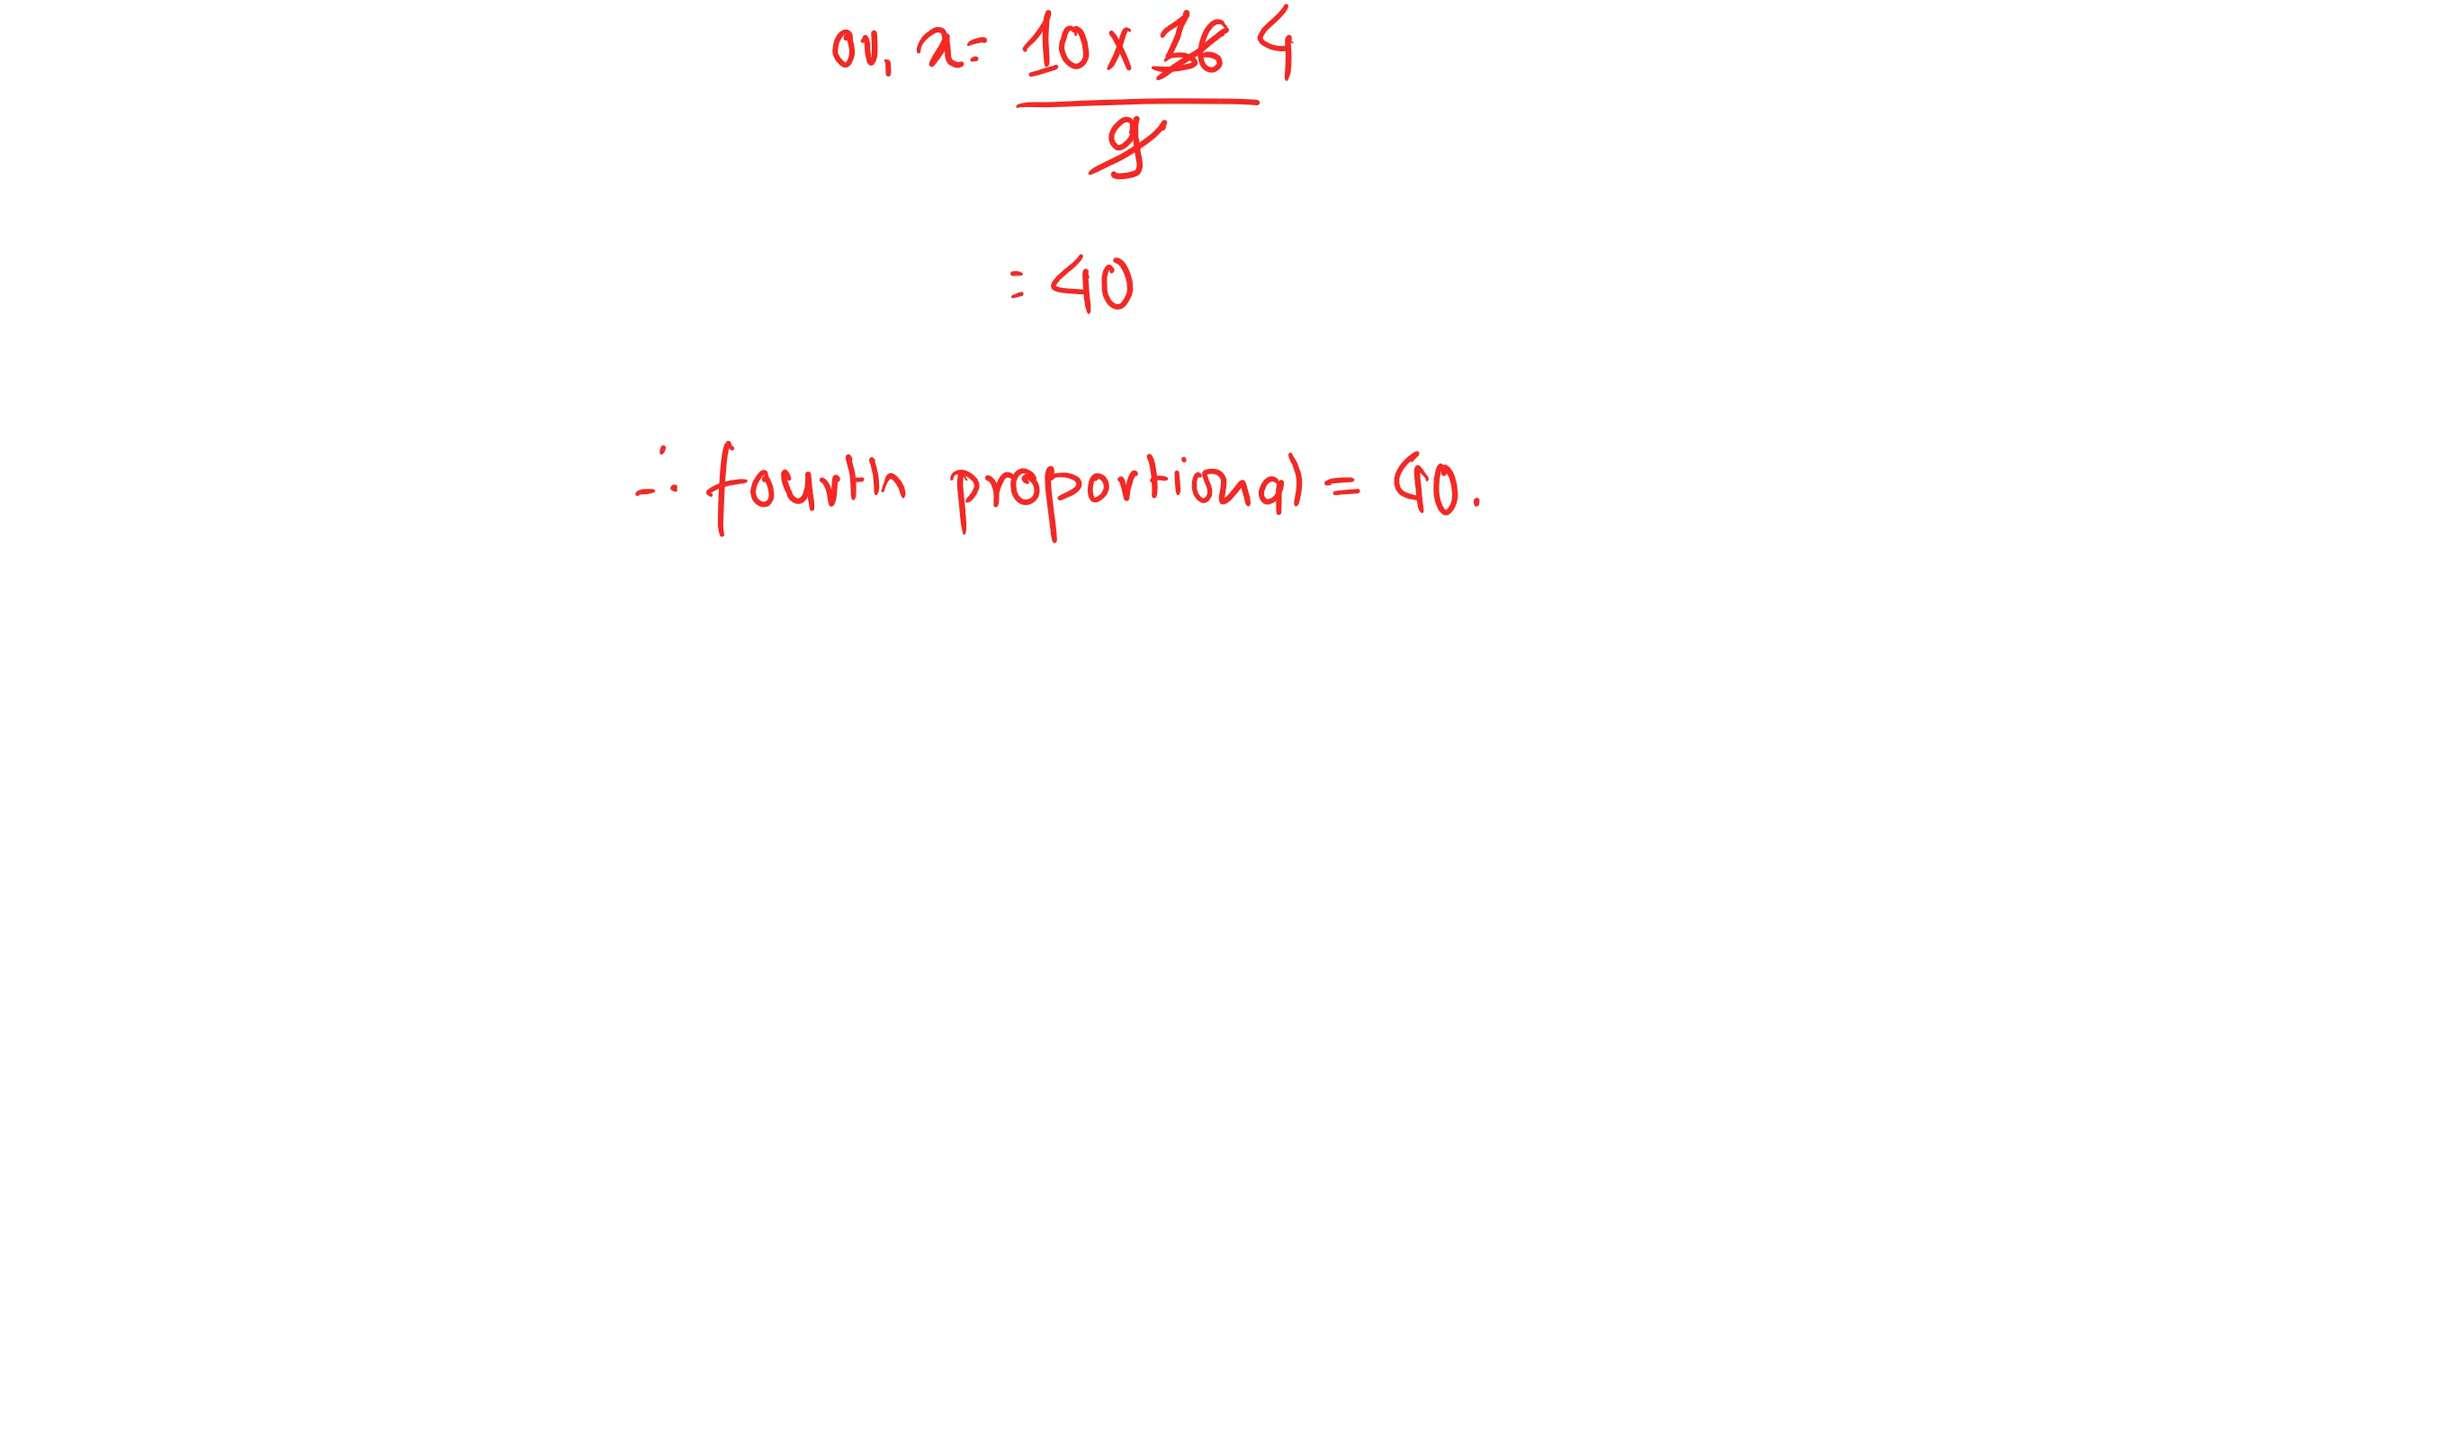 or, x = 10 × 36 4
9
= 40
∴ fourth proportional = 40.